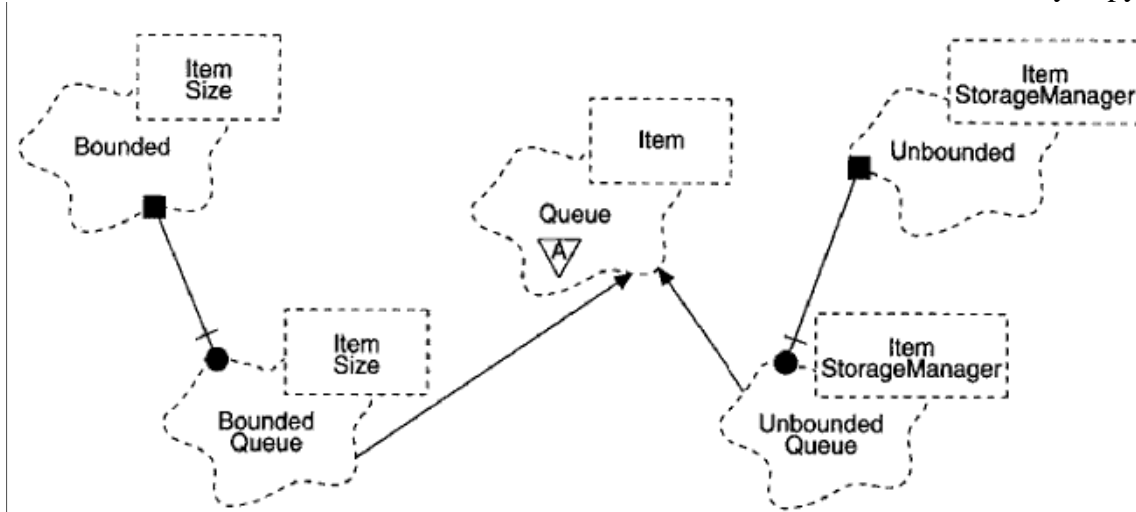 Item
Size
Bounded
Item
Queue
A
Item
StorageManager
Unbounded
Item
Size
Bounded
Queue
Item
StorageManager
Unbounded
Queue